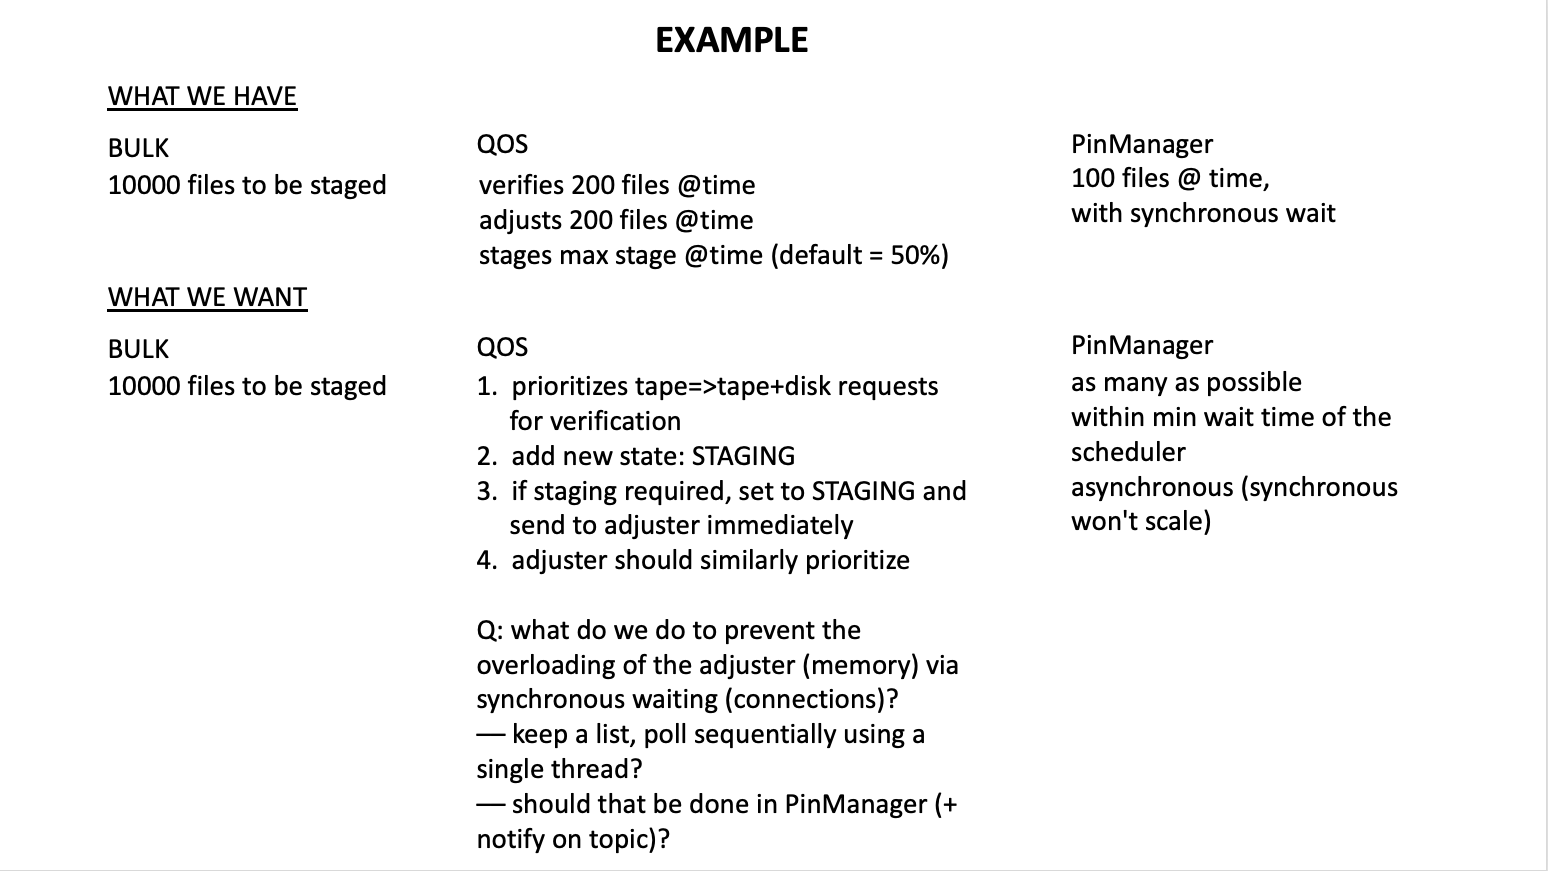 EXAMPLE
WHAT WE HAVE
BULK
10000 files to be staged
QOS
verifies 200 files @time
adjusts 200 files @time
stages max stage @time (default = 50%)
PinManager
100 files @ time,
with synchronous wait
WHAT WE WANT
BULK
10000 files to be staged
QOS
1. prioritizes tape=>tape+disk requests
for verification
2. add new state: STAGING
3. if staging required, set to STAGING and
send to adjuster immediately
4. adjuster should similarly prioritize
Q: what do we do to prevent the
overloading of the adjuster (memory) via
synchronous waiting (connections)?
— keep a list, poll sequentially using a
single thread?
— should that be done in PinManager (+
notify on topic)?
PinManager
as many as possible
within min wait time of the
scheduler
asynchronous (synchronous
won't scale)